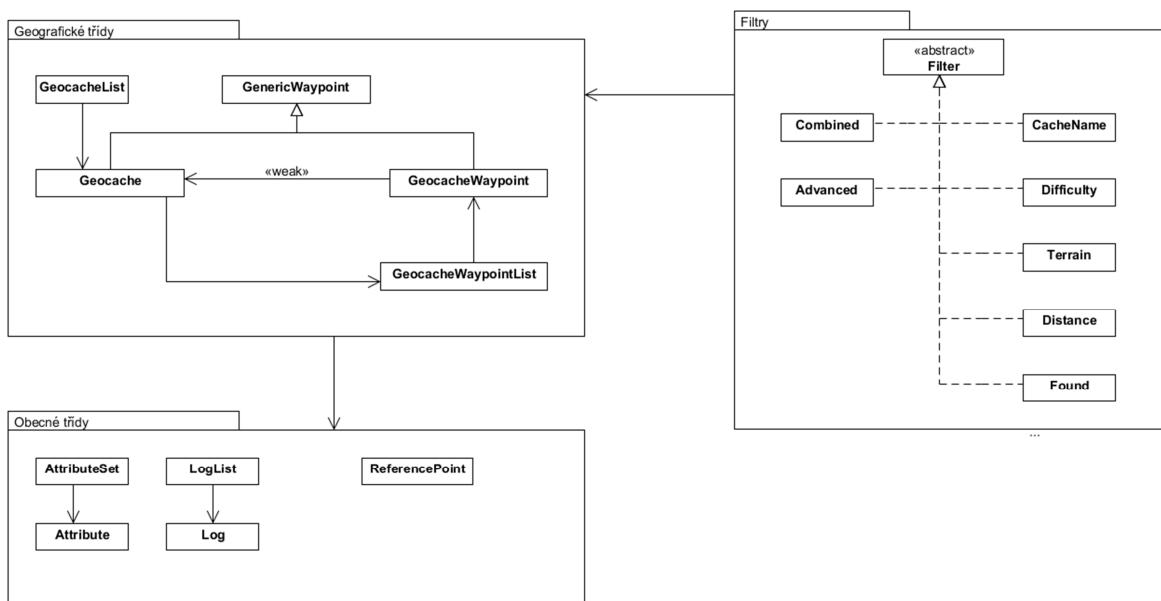 Geografické třídy
GeocacheList
GenericWaypoint
Geocache
«weak»
GeocacheWaypoint
GeocacheWaypointList
Filtry
«abstract»
Filter
Combined
CacheName
Advanced
Difficulty
Terrain
Distance
Found
...
Obecné třídy
AttributeSet
LogList
ReferencePoint
Attribute
Log